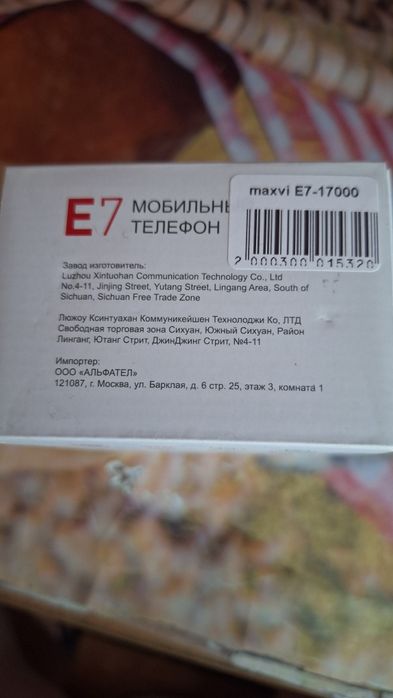 E7 МОБИЛЬНЫ
ТЕЛЕФОН
maxvi E7-17000
2 000300 015320
Завод изготовитель:
Luzhou Xintuohan Communication Technology Co., Ltd
No.4-11, Jinjing Street, Yutang Street, Lingang Area, South of
Sichuan, Sichuan Free Trade Zone
Люжоу Ксинтуахан Коммуникейшен Технолоджи Ко, ЛТД
Свободная торговая зона Сихуан, Южный Сихуан, Район
Линганг, Ютанг Стрит, ДжинДжинг Стрит, №4-11
Импортер:
ООО «АЛЬФАТЕЛ»
121087, г. Москва, ул. Барклая, д. 6 стр. 25, этаж 3, комната 1